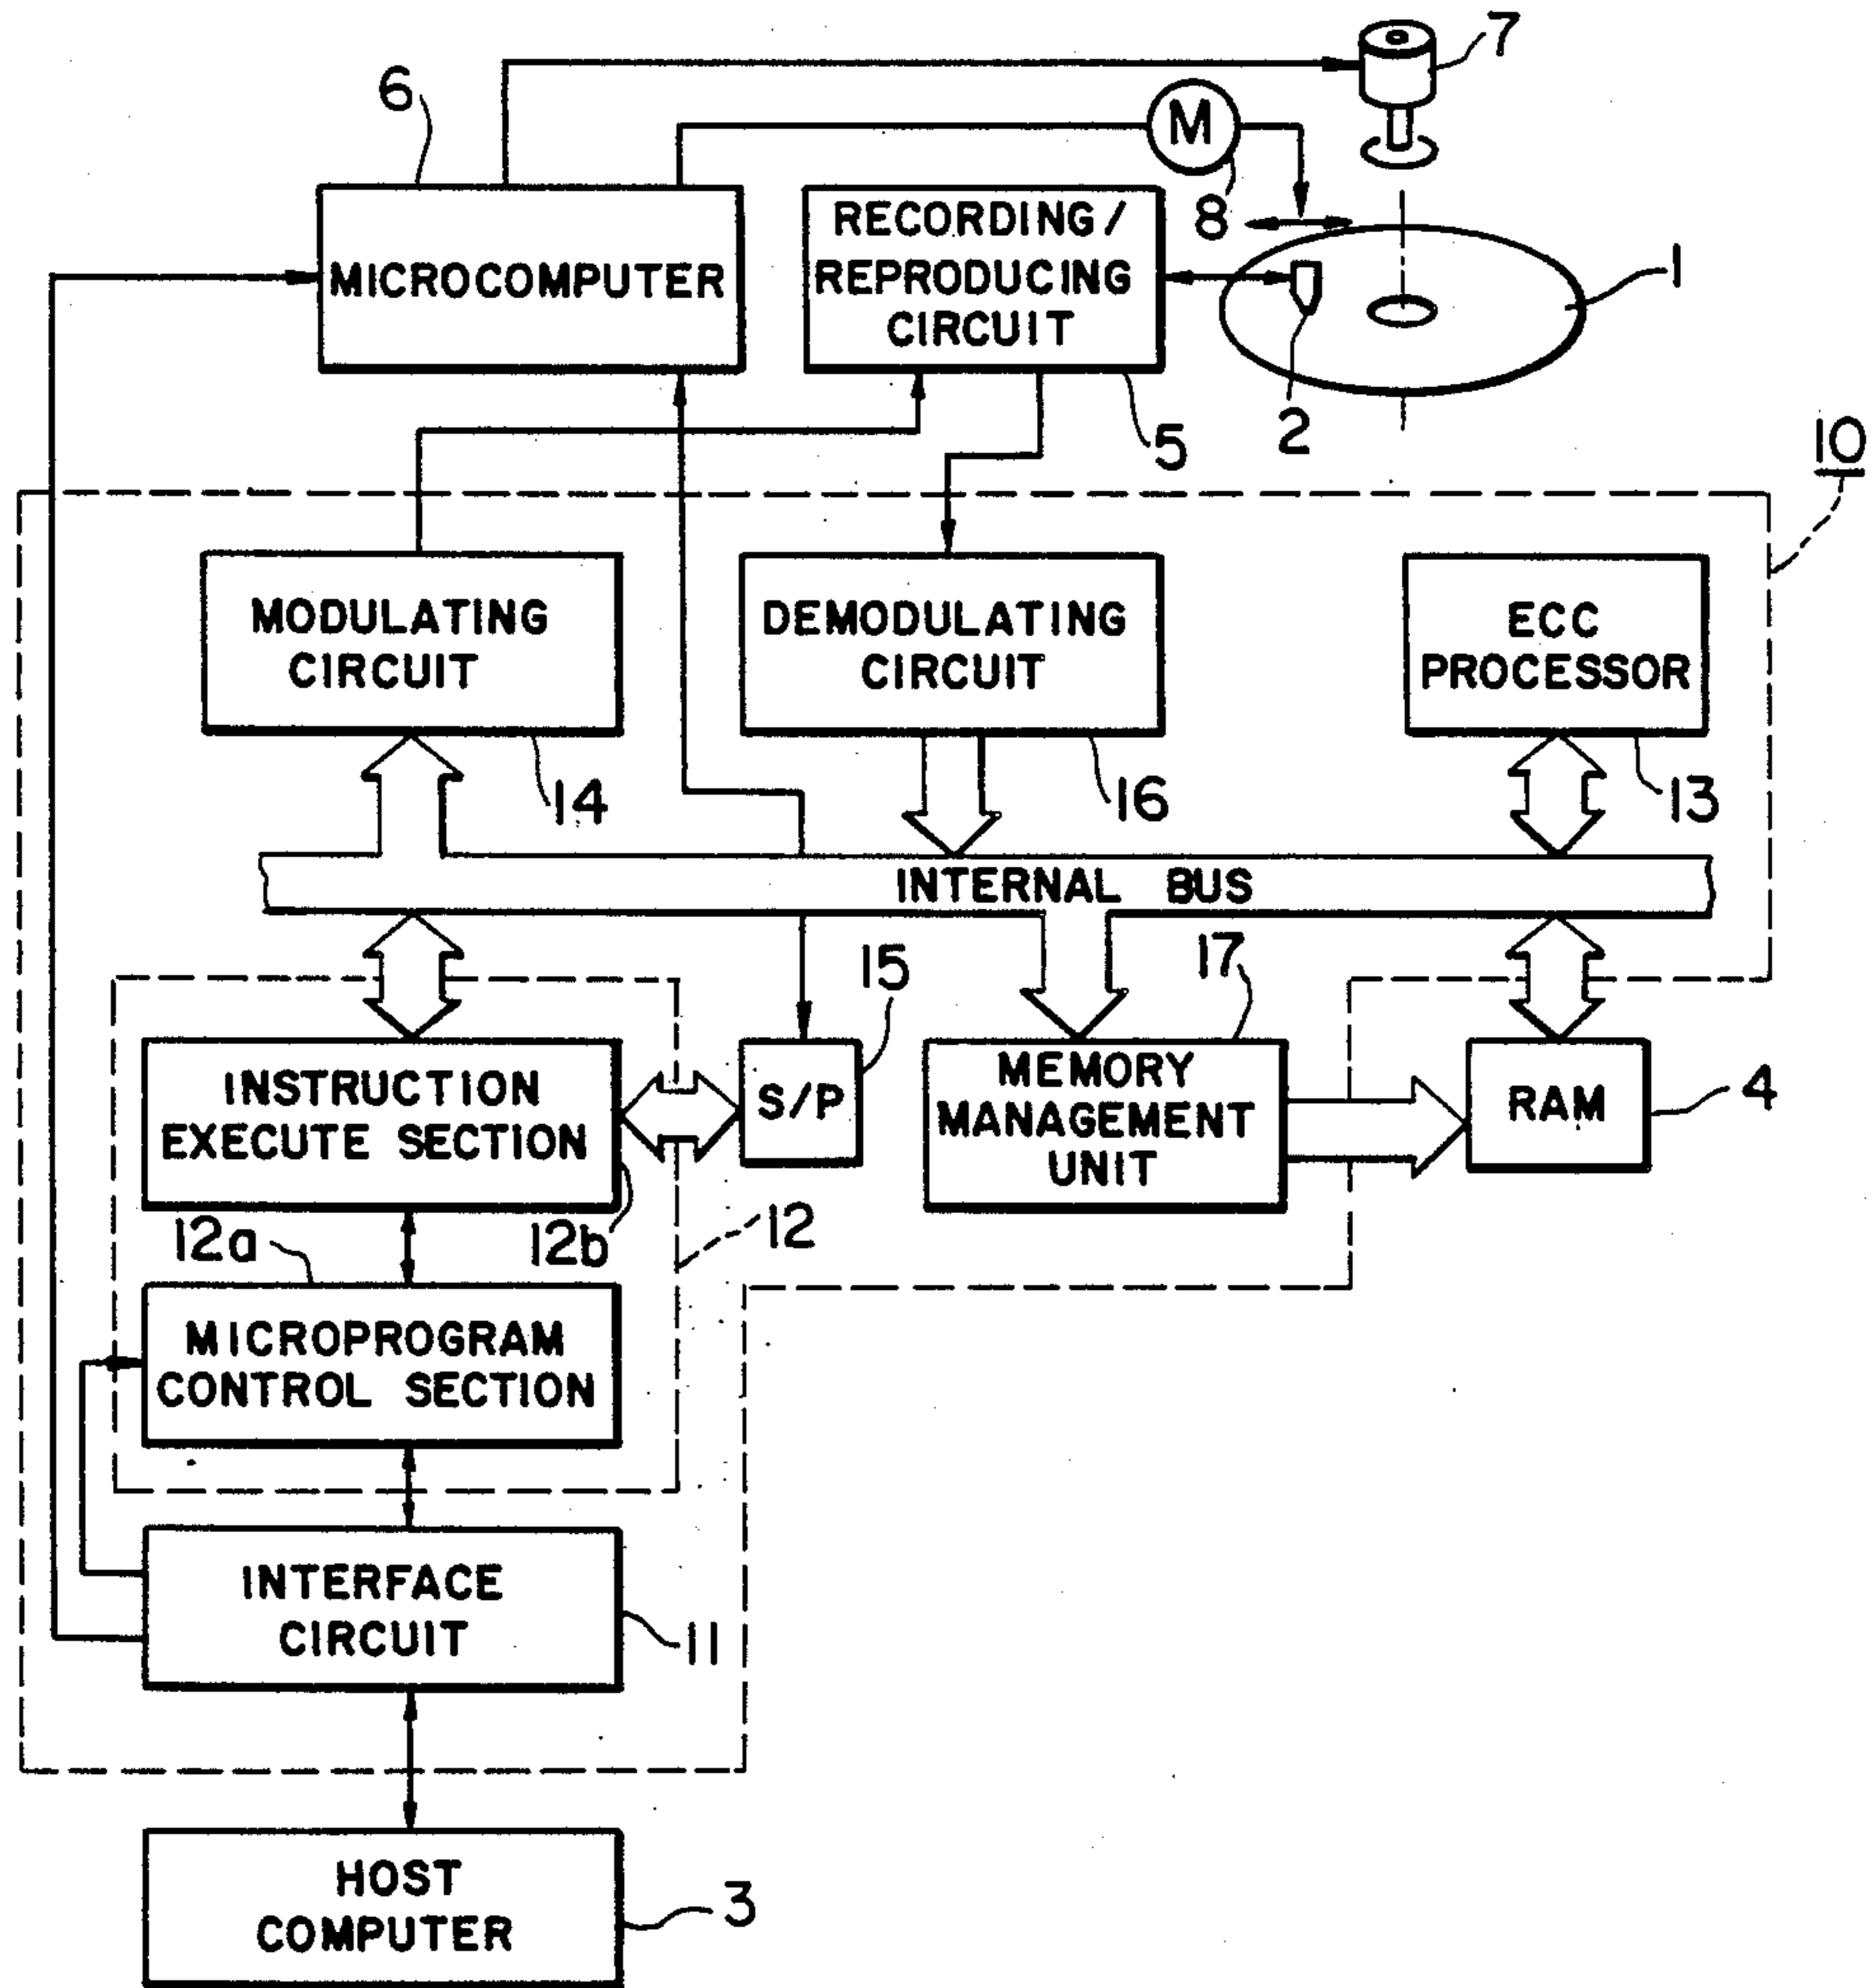 7
6
M
8
MICROCOMPUTER
RECORDING/
REPRODUCING
CIRCUIT
1
2
5
10
MODULATING
CIRCUIT
DEMODULATING
CIRCUIT
ECC
PROCESSOR
14
16
13
INTERNAL BUS
15
17
INSTRUCTION
EXECUTE SECTION
S/P
MEMORY
MANAGEMENT
UNIT
RAM
4
12a
12b
12
MICROPROGRAM
CONTROL SECTION
INTERFACE
CIRCUIT
11
HOST
COMPUTER
3